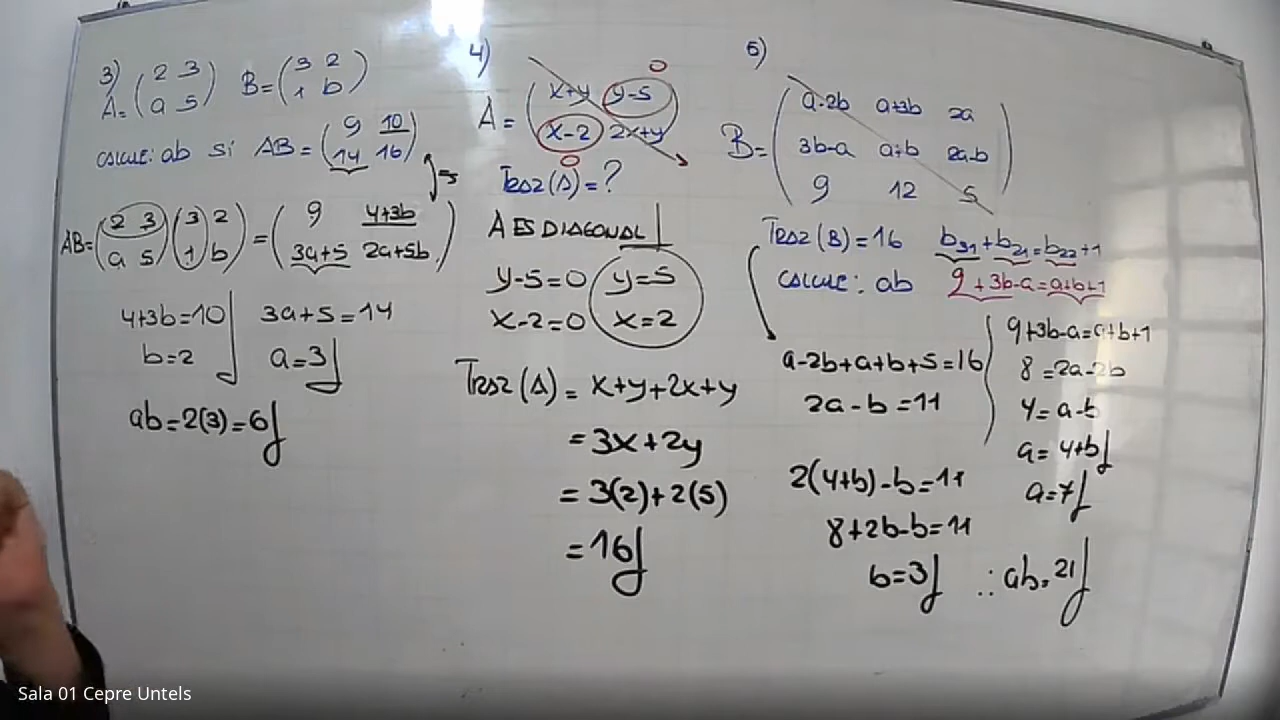 3)
A=(2 3
a 5) B=(3 2
1 b)
CALCULE: ab si AB=(9 10
14 16)
AB=(2 3
a 5)(3 2
1 b)=(9 4+3b
3a+5 2a+5b)
4+3b=10 3a+5=14
b=2 a=3
ab=2(3)=6
4)
A=(x+y y-5
x-2 2x+y)
0
0
TRAZ(A)=?
A ES DIAGONAL
y-5=0 y=5
x-2=0 x=2
TRAZ(A)=x+y+2x+y
=3x+2y
=3(2)+2(5)
=16
5)
B=(a-2b a+3b 2a
3b-a a+b 2a-b
9 12 5)
TRAZ(B)=16 b31+b21=b22+1
CALCULE: ab 9+3b-a=a+b+1
a-2b+a+b+5=16
2a-b=11
9+3b-a=a+b+1
8=2a-2b
4=a-b
a=4+b
a=7
2(4+b)-b=11
8+2b-b=11
b=3 ∴ab=21
Sala 01 Cepre Untels